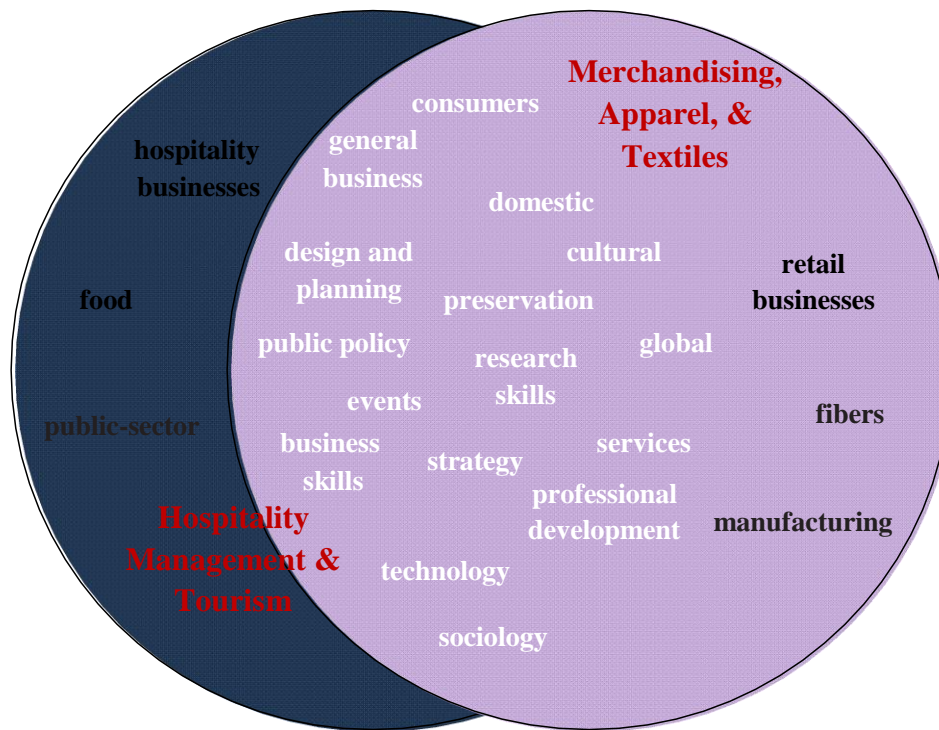 Merchandising,
Apparel, &
Textiles
consumers
general
business
hospitality
businesses
domestic
design and
planning
cultural
retail
businesses
food
preservation
public policy
research
skills
global
events
public-sector
fibers
business
skills
strategy
services
professional
development
manufacturing
Hospitality
Management &
Tourism
technology
sociology